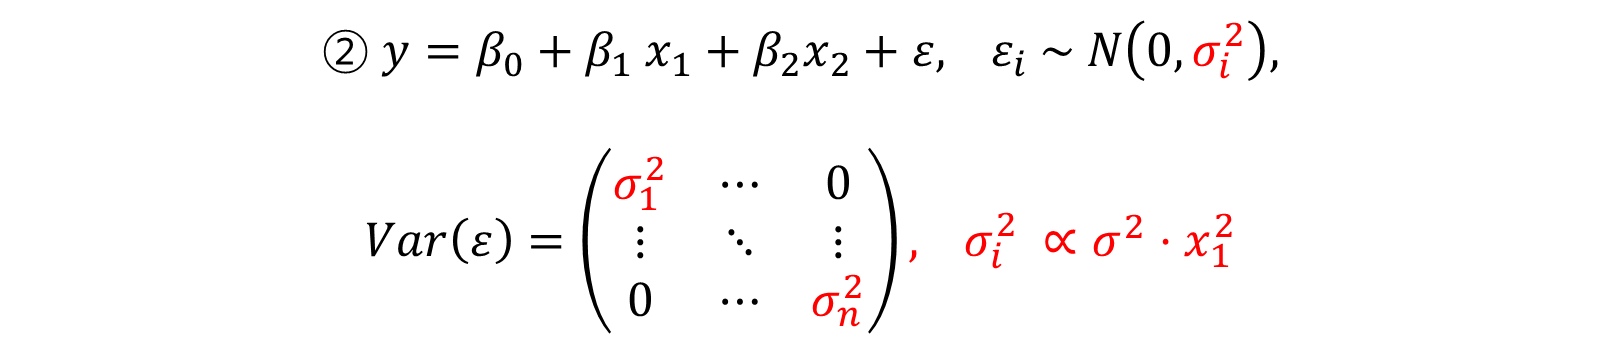 ② y = β₀ + β₁ x₁ + β₂x₂ + ε,   εᵢ ~ N(0, σᵢ²),
Var(ε) = ( σ₁² ⋯ 0
⋮ ⋱ ⋮
0 ⋯ σₙ² ) ,   σᵢ² ∝ σ² · x₁²